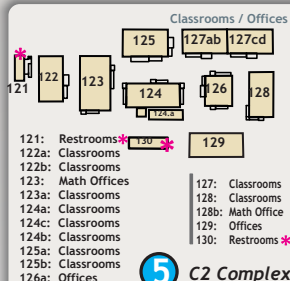 Classrooms / Offices
125
127ab
127cd
121
122
123
124
126
128
124.a
130
129
121: Restrooms*
122a: Classrooms
122b: Classrooms
123: Math Offices
123a: Classrooms
124a: Classrooms
124c: Classrooms
124b: Classrooms
125a: Classrooms
125b: Classrooms
126a: Offices
127: Classrooms
128: Classrooms
128b: Math Office
129: Offices
130: Restrooms *
5 C2 Complex